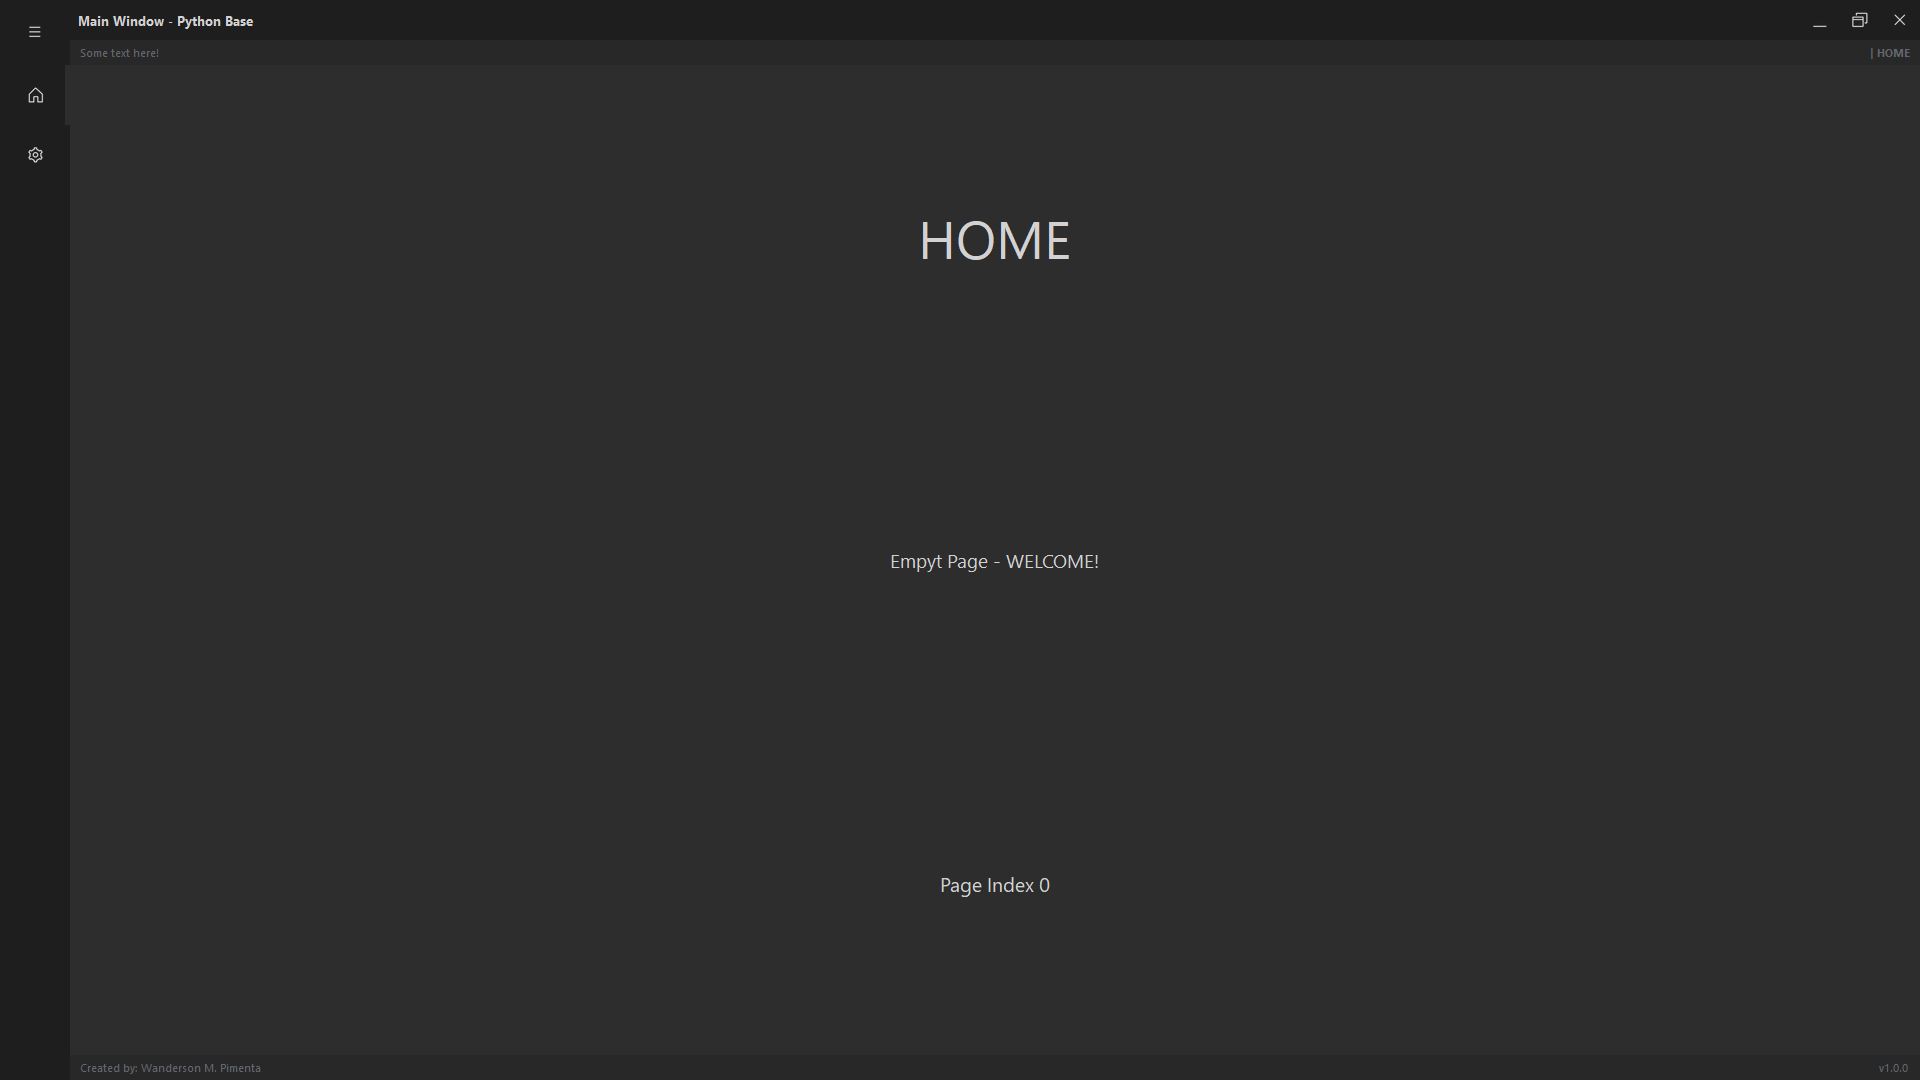 Main Window - Python Base
Some text here!
| HOME
HOME
Empyt Page - WELCOME!
Page Index 0
Created by: Wanderson M. Pimenta
v1.0.0